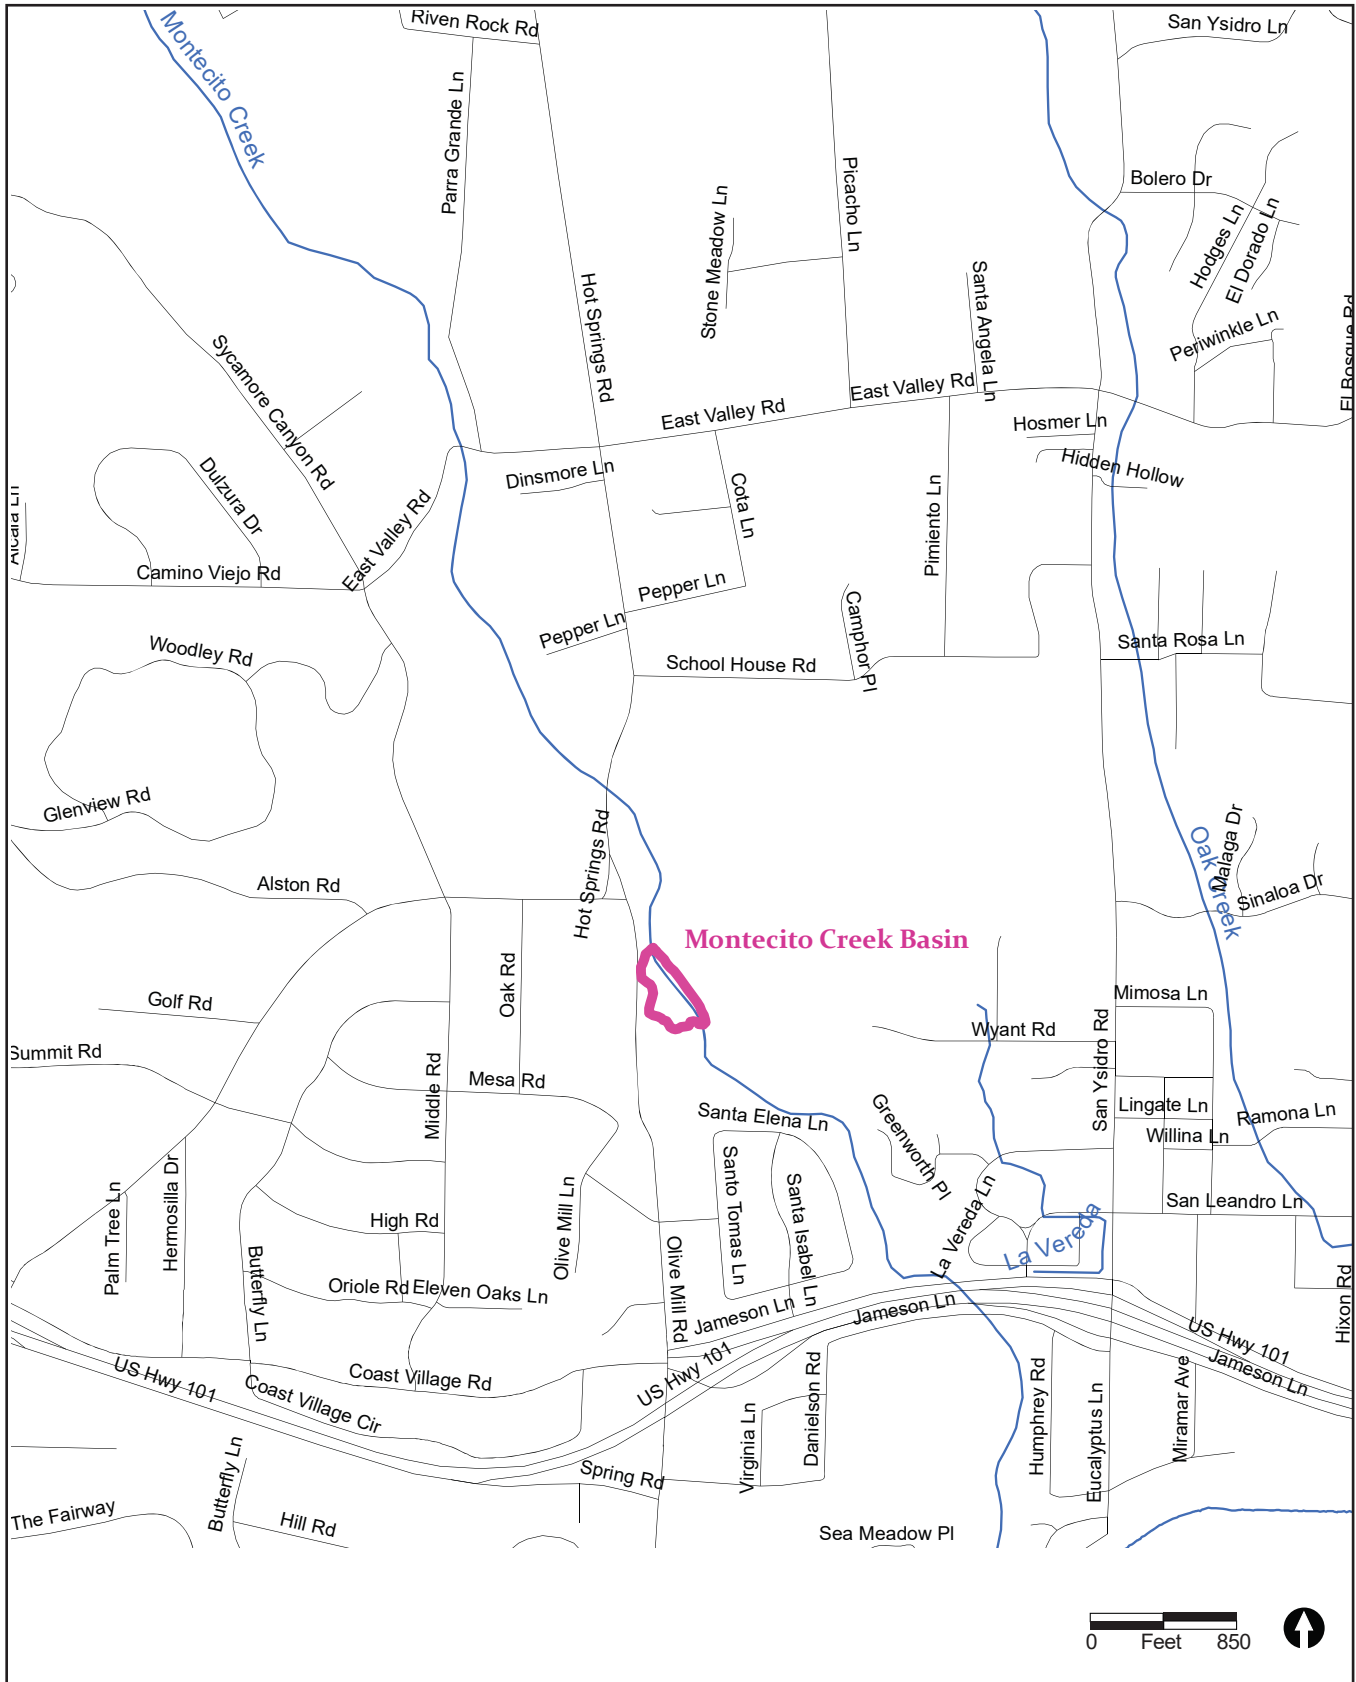 Riven Rock Rd
San Ysidro Ln
Montecito Creek
Parra Grande Ln
Picacho Ln
Bolero Dr
Stone Meadow Ln
Hodges Ln
El Dorado Ln
Hot Springs Rd
Santa Angela Ln
Periwinkle Ln
El Bosque Rd
Sycamore Canyon Rd
East Valley Rd
East Valley Rd
Hosmer Ln
Hidden Hollow
Dinsmore Ln
Cota Ln
Dulzura Dr
Pimiento Ln
Alcala Ln
East Valley Rd
Camino Viejo Rd
Pepper Ln
Pepper Ln
Camphor Pl
Woodley Rd
School House Rd
Santa Rosa Ln
Glenview Rd
Hot Springs Rd
Oak Creek
Malaga Dr
Alston Rd
Sinaloa Dr
Montecito Creek Basin
Oak Rd
Golf Rd
Mimosa Ln
Wyant Rd
San Ysidro Rd
Summit Rd
Middle Rd
Mesa Rd
Santa Elena Ln
Greenworth Pl
Lingate Ln
Ramona Ln
Willina Ln
Palm Tree Ln
Hermosilla Dr
Santo Tomas Ln
Santa Isabel Ln
La Vereda Ln
San Leandro Ln
High Rd
Olive Mill Ln
La Vereda
Butterfly Ln
Oriole Rd
Eleven Oaks Ln
Olive Mill Rd
Jameson Ln
Jameson Ln
Hixon Rd
US Hwy 101
US Hwy 101
US Hwy 101
Jameson Ln
Coast Village Rd
Coast Village Cir
Danielson Rd
Humphrey Rd
Eucalyptus Ln
Miramar Ave
Virginia Ln
Butterfly Ln
Spring Rd
The Fairway
Hill Rd
Sea Meadow Pl
0 Feet 850